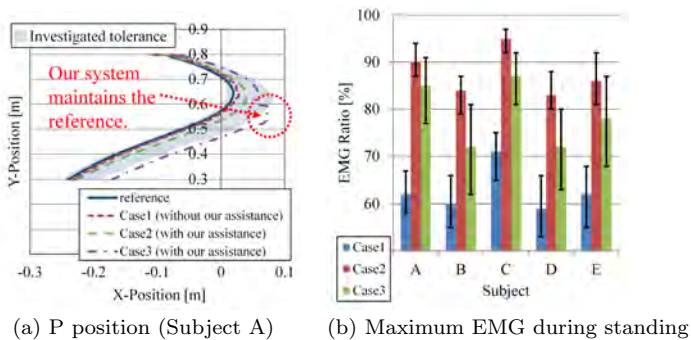 0.9
Investigated tolerance
0.8
Our system
maintains the
reference.
0.7
0.6
0.5
0.4
0.3
Y-Position [m]
reference
Case1 (without our assistance)
Case2 (with our assistance)
Case3 (with our assistance)
-0.3 -0.2 -0.1 0 0.1
X-Position [m]
(a) P position (Subject A)
100
90
80
70
60
EMG Ratio [%]
Case1
Case2
Case3
A B C D E
Subject
(b) Maximum EMG during standing